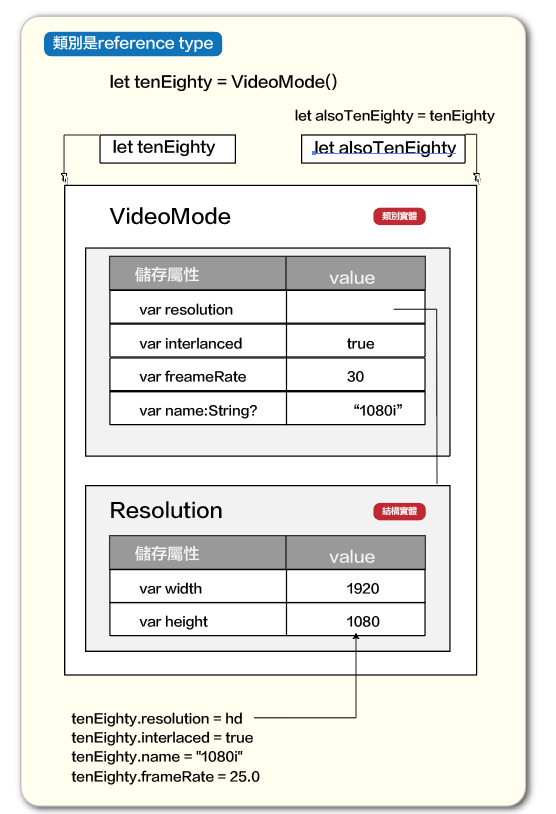 類別是reference type
let tenEighty = VideoMode()
let alsoTenEighty = tenEighty
let tenEighty
let alsoTenEighty
VideoMode
類別實體
儲存屬性 value
var resolution
var interlanced true
var freameRate 30
var name:String? “1080i”
Resolution
結構實體
儲存屬性 value
var width 1920
var height 1080
tenEighty.resolution = hd
tenEighty.interlaced = true
tenEighty.name = "1080i"
tenEighty.frameRate = 25.0